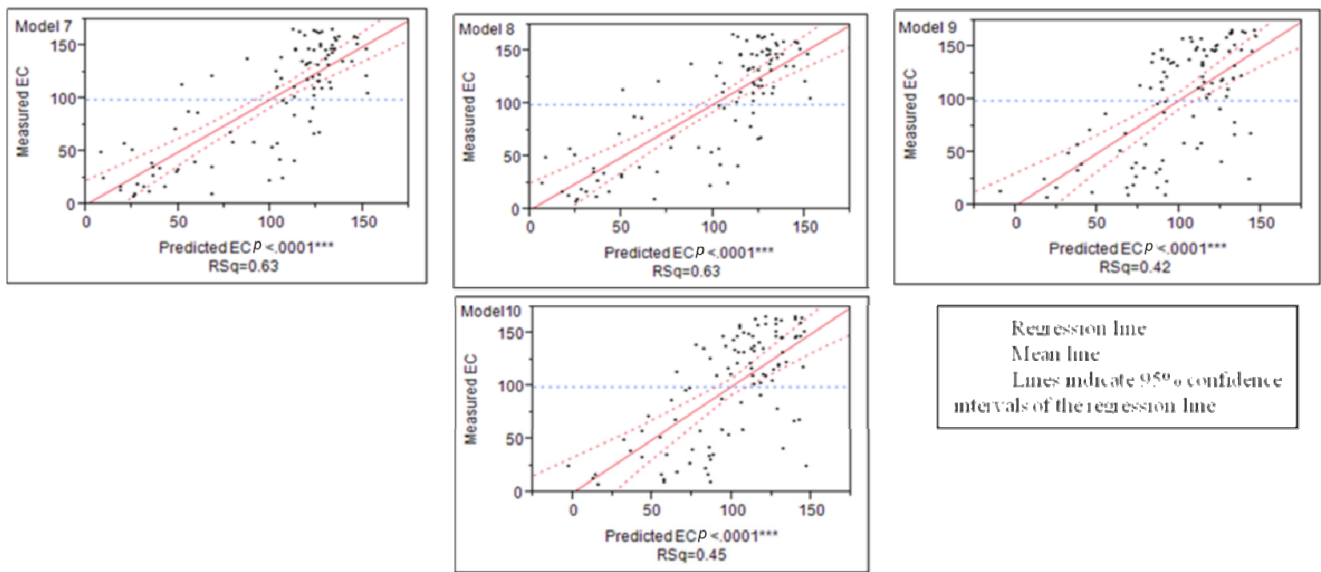 Model 7
150
100
50
0
Measured EC
0 50 100 150
Predicted EC p <.0001***
RSq=0.63
Model 8
150
100
50
0
Measured EC
0 50 100 150
Predicted EC p <.0001***
RSq=0.63
Model 9
150
100
50
0
Measured EC
0 50 100 150
Predicted EC p <.0001***
RSq=0.42
Model 10
150
100
50
0
Measured EC
0 50 100 150
Predicted EC p <.0001***
RSq=0.45
Regression line
Mean line
Lines indicate 95% confidence
intervals of the regression line